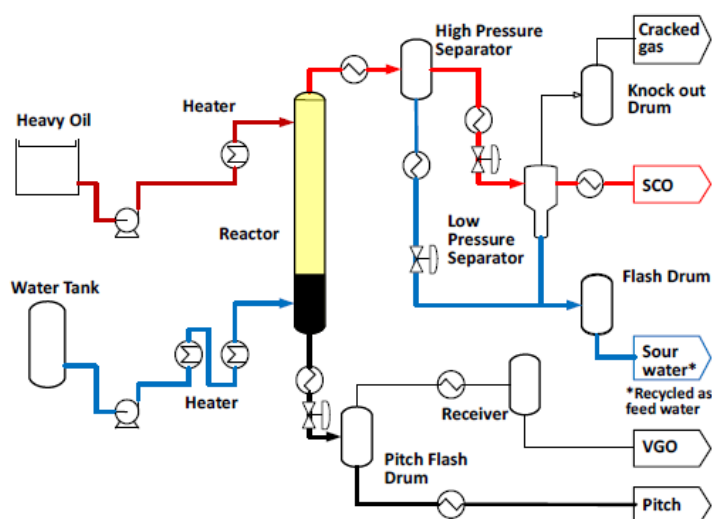 High Pressure
Separator
Cracked
gas
Knock out
Drum
Heater
Heavy Oil
SCO
Reactor
Low
Pressure
Separator
Flash Drum
Water Tank
Sour
water*
*Recycled as
feed water
Heater
Receiver
VGO
Pitch Flash
Drum
Pitch